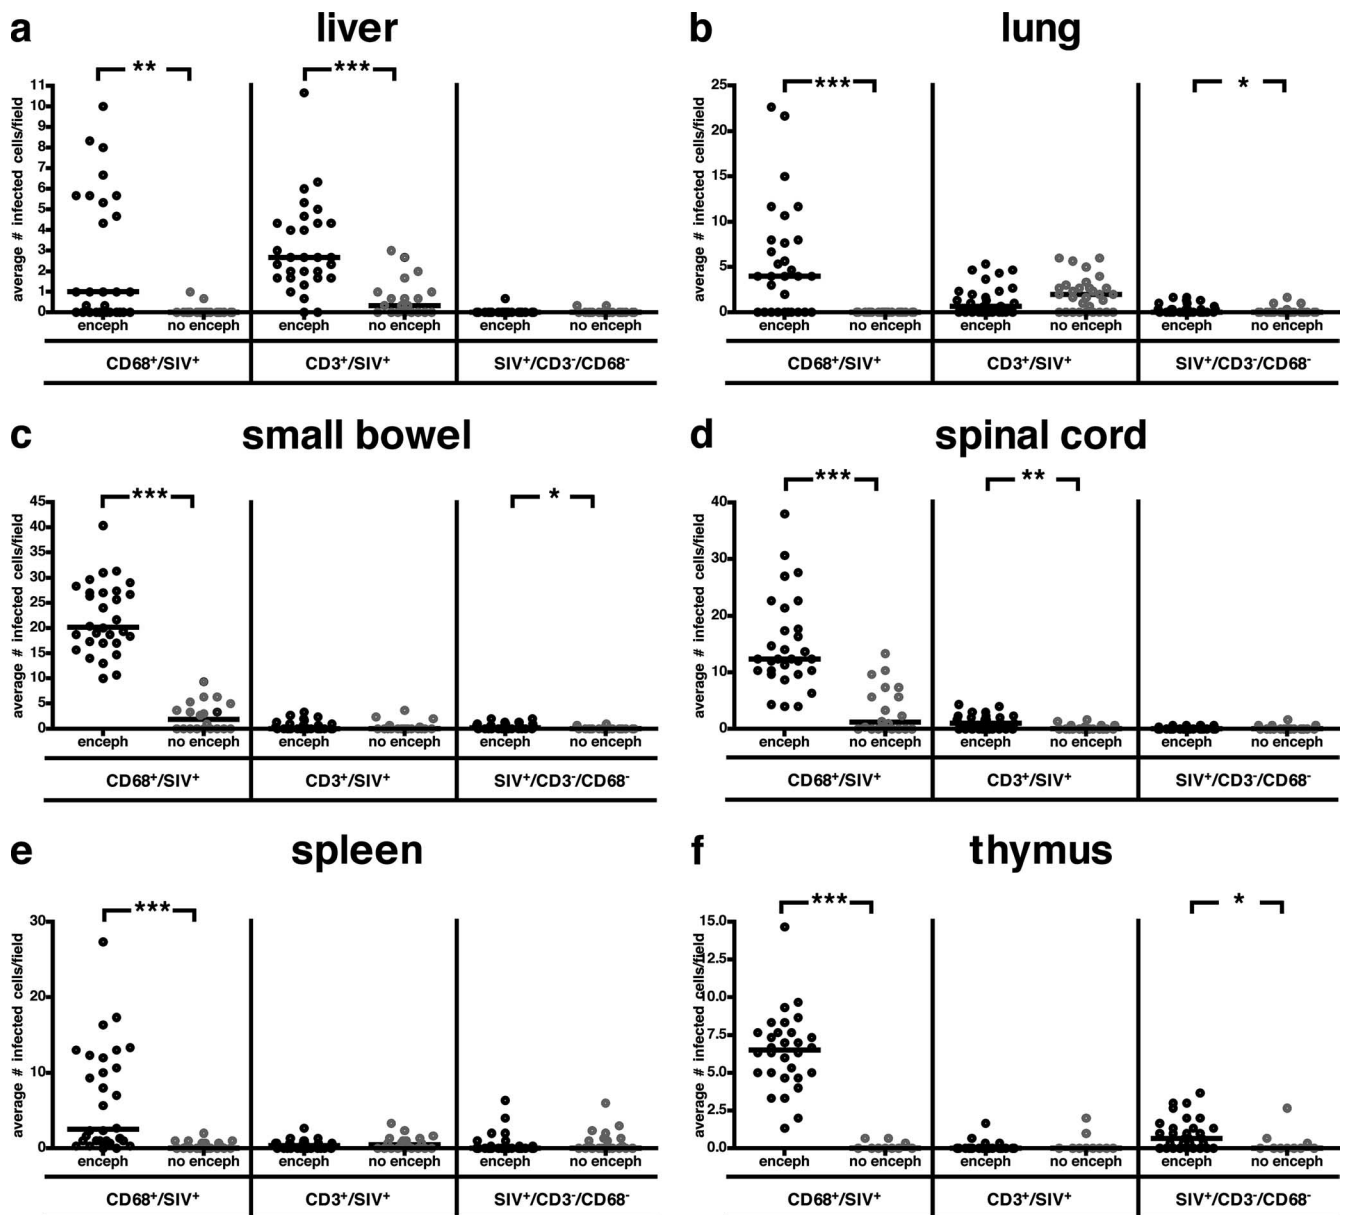 a liver
b lung
** ***
*** *
average # infected cells/field
11
10
9
8
7
6
5
4
3
2
1
0
enceph no enceph enceph no enceph enceph no enceph
CD68⁺/SIV⁺ CD3⁺/SIV⁺ SIV⁺/CD3⁻/CD68⁻
average # infected cells/field
25
20
15
10
5
0
enceph no enceph enceph no enceph enceph no enceph
CD68⁺/SIV⁺ CD3⁺/SIV⁺ SIV⁺/CD3⁻/CD68⁻
c small bowel
d spinal cord
*** *
*** **
average # infected cells/field
45
40
35
30
25
20
15
10
5
0
enceph no enceph enceph no enceph enceph no enceph
CD68⁺/SIV⁺ CD3⁺/SIV⁺ SIV⁺/CD3⁻/CD68⁻
average # infected cells/field
40
30
20
10
0
enceph no enceph enceph no enceph enceph no enceph
CD68⁺/SIV⁺ CD3⁺/SIV⁺ SIV⁺/CD3⁻/CD68⁻
e spleen
f thymus
***
*** *
average # infected cells/field
30
20
10
0
enceph no enceph enceph no enceph enceph no enceph
CD68⁺/SIV⁺ CD3⁺/SIV⁺ SIV⁺/CD3⁻/CD68⁻
average # infected cells/field
15.0
12.5
10.0
7.5
5.0
2.5
0.0
enceph no enceph enceph no enceph enceph no enceph
CD68⁺/SIV⁺ CD3⁺/SIV⁺ SIV⁺/CD3⁻/CD68⁻